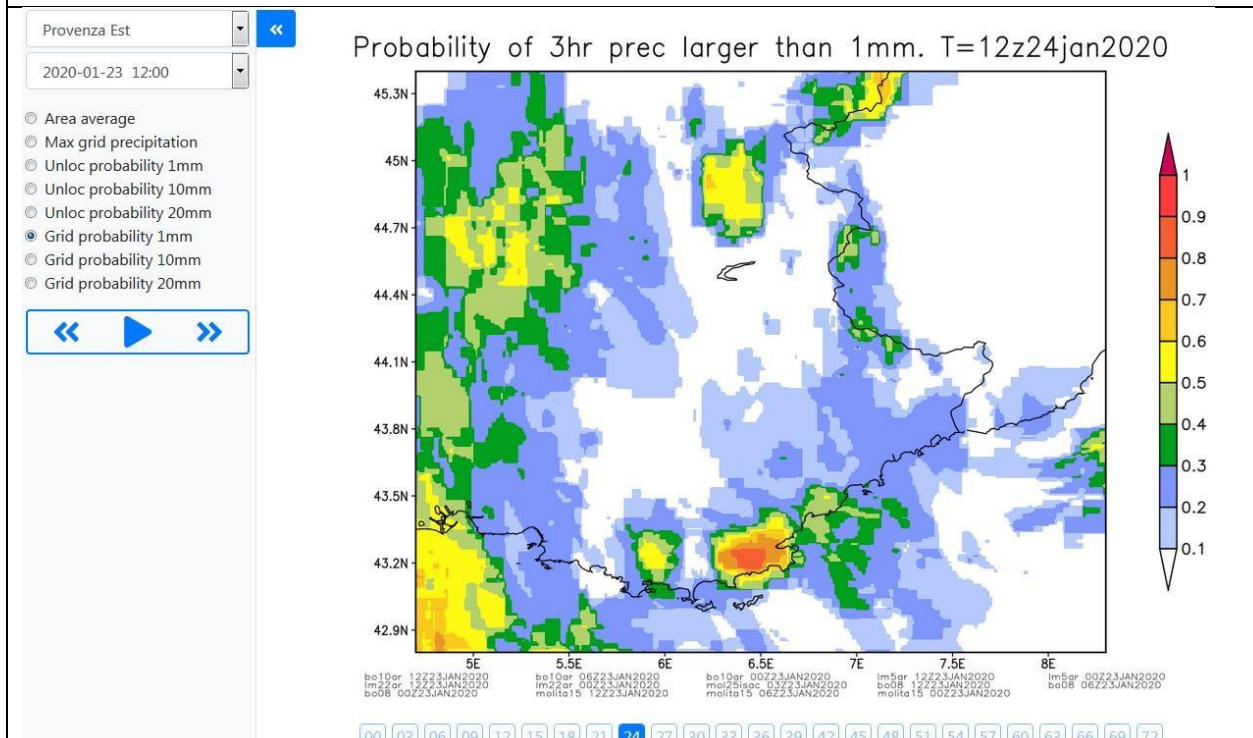 Provenza Est
2020-01-23 12:00
Area average
Max grid precipitation
Unloc probability 1mm
Unloc probability 10mm
Unloc probability 20mm
Grid probability 1mm
Grid probability 10mm
Grid probability 20mm
Probability of 3hr prec larger than 1mm. T=12z24jan2020
45.3N
45N
44.7N
44.4N
44.1N
43.8N
43.5N
43.2N
42.9N
5E 5.5E 6E 6.5E 7E 7.5E 8E
1
0.9
0.8
0.7
0.6
0.5
0.4
0.3
0.2
0.1
bo10ar 12Z23JAN2020 bo10ar 06Z23JAN2020 bo10ar 00Z23JAN2020 lm5ar 12Z23JAN2020 lm5ar 00Z23JAN2020
lm22ar 12Z23JAN2020 lm22ar 00Z23JAN2020 mol25isac 03Z23JAN2020 bo08 12Z23JAN2020 bo08 06Z23JAN2020
bo08 00Z23JAN2020 molita15 12Z23JAN2020 molita15 06Z23JAN2020 molita15 00Z23JAN2020
00 03 06 09 12 15 18 21 24 27 30 33 36 39 42 45 48 51 54 57 60 63 66 69 72